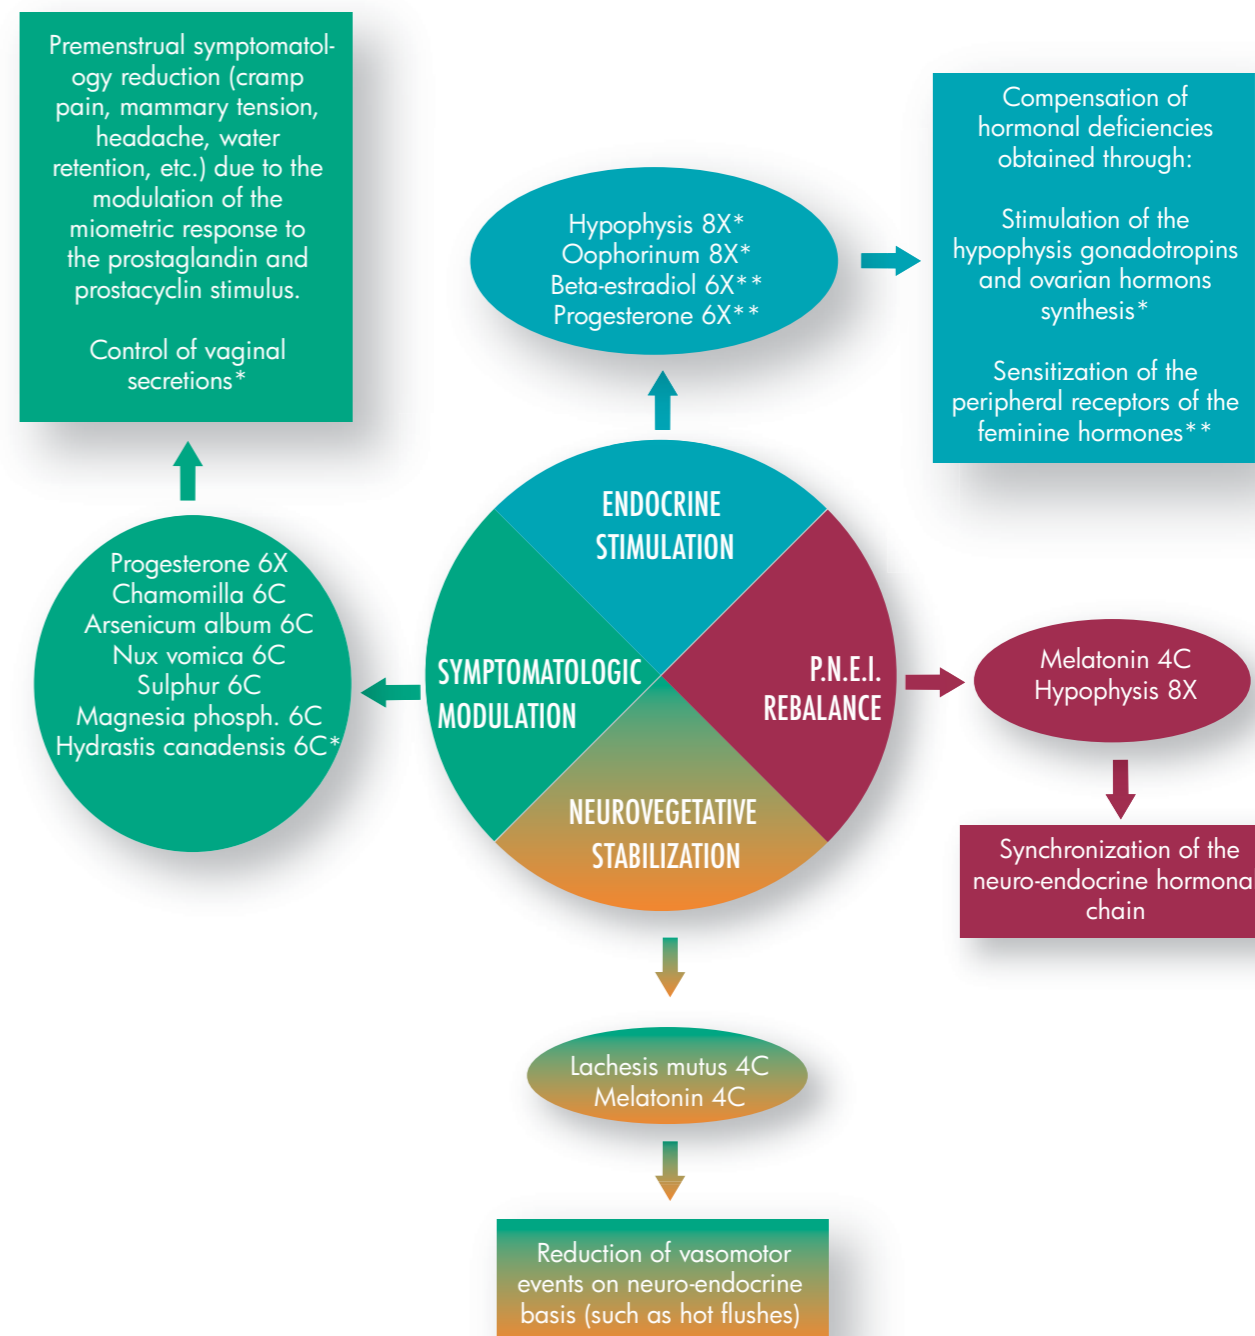 Premenstrual symptomatol-
ogy reduction (cramp
pain, mammary tension,
headache, water
retention, etc.) due to the
modulation of the
miometric response to
the prostaglandin and
prostacyclin stimulus.
Control of vaginal
secretions*
Hypophysis 8X*
Oophorinum 8X*
Beta-estradiol 6X**
Progesterone 6X**
Compensation of
hormonal deficiencies
obtained through:
Stimulation of the
hypophysis gonadotropins
and ovarian hormons
synthesis*
Sensitization of the
peripheral receptors of the
feminine hormones**
ENDOCRINE
STIMULATION
SYMPTOMATOLOGIC
MODULATION
P.N.E.I.
REBALANCE
NEUROVEGETATIVE
STABILIZATION
Progesterone 6X
Chamomilla 6C
Arsenicum album 6C
Nux vomica 6C
Sulphur 6C
Magnesia phosph. 6C
Hydrastis canadensis 6C*
Melatonin 4C
Hypophysis 8X
Synchronization of the
neuro-endocrine hormona
chain
Lachesis mutus 4C
Melatonin 4C
Reduction of vasomotor
events on neuro-endocrine
basis (such as hot flushes)